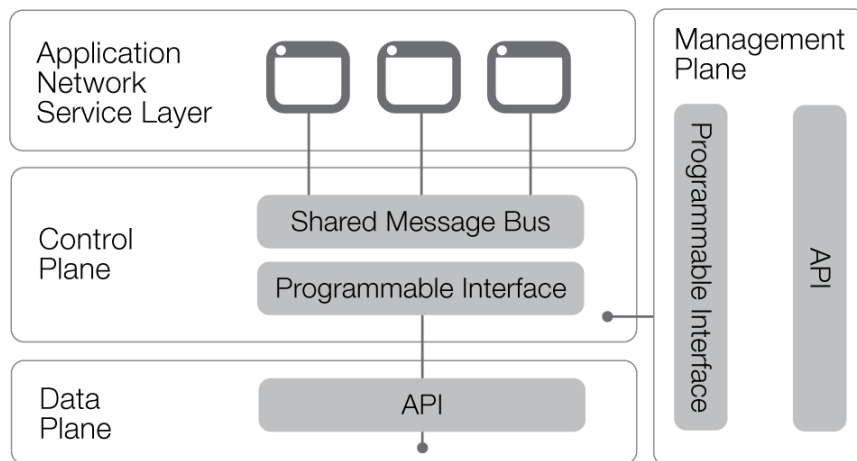 Application
Network
Service Layer
Shared Message Bus
Control
Plane
Programmable Interface
Data
Plane
API
Management
Plane
Programmable Interface
API